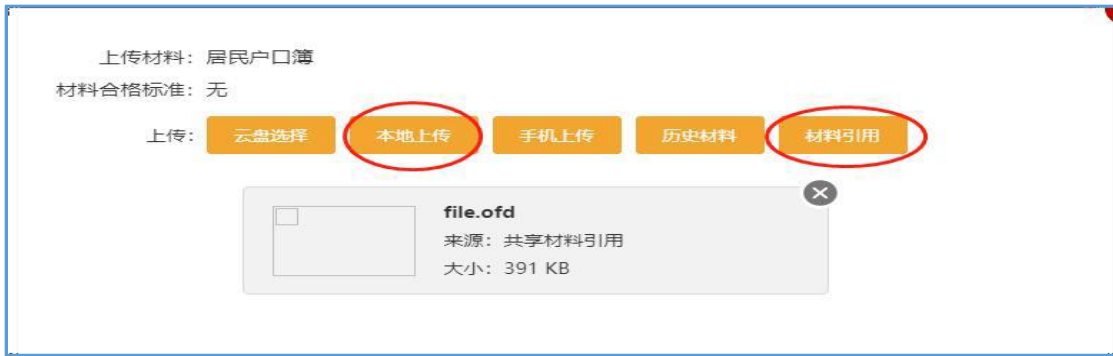 上传材料：居民户口簿
材料合格标准：无
上传： 云盘选择 本地上传 手机上传 历史材料 材料引用
file.ofd
来源：共享材料引用
大小：391 KB